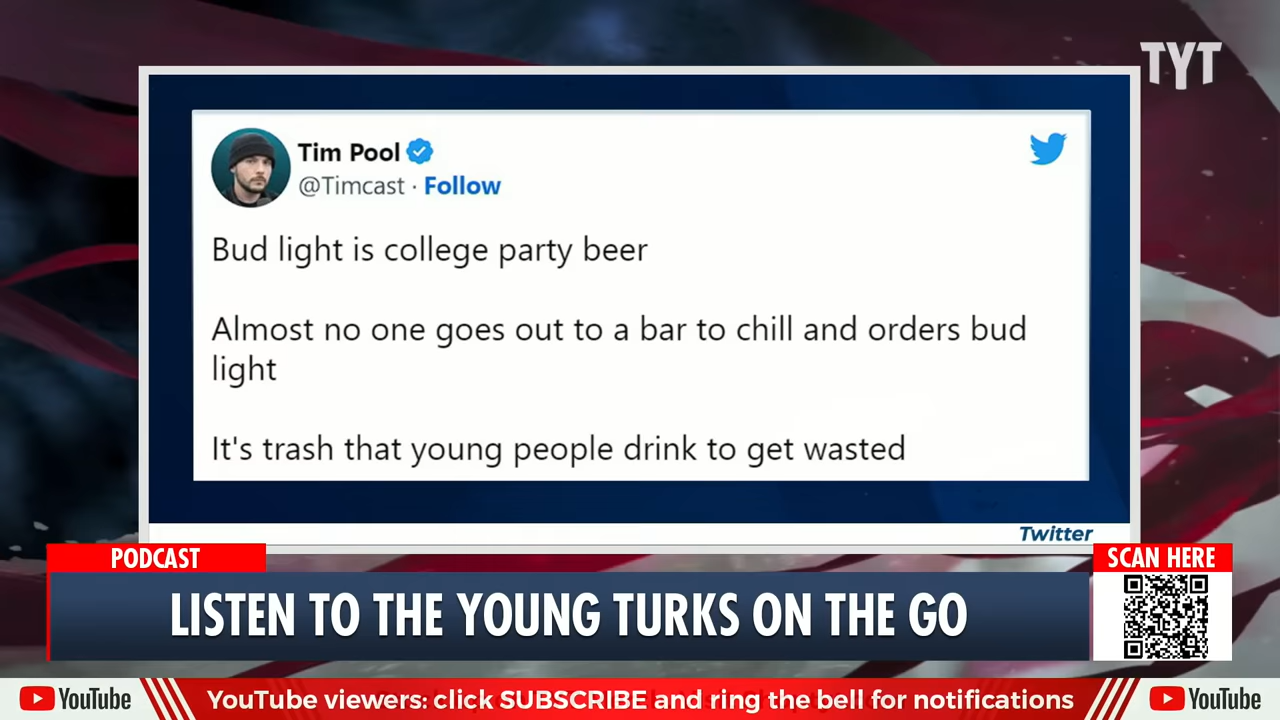 TYT
Tim Pool
@Timcast · Follow
Bud light is college party beer
Almost no one goes out to a bar to chill and orders bud
light
It's trash that young people drink to get wasted
Twitter
PODCAST
SCAN HERE
LISTEN TO THE YOUNG TURKS ON THE GO
YouTube
YouTube viewers: click SUBSCRIBE and ring the bell for notifications
YouTube